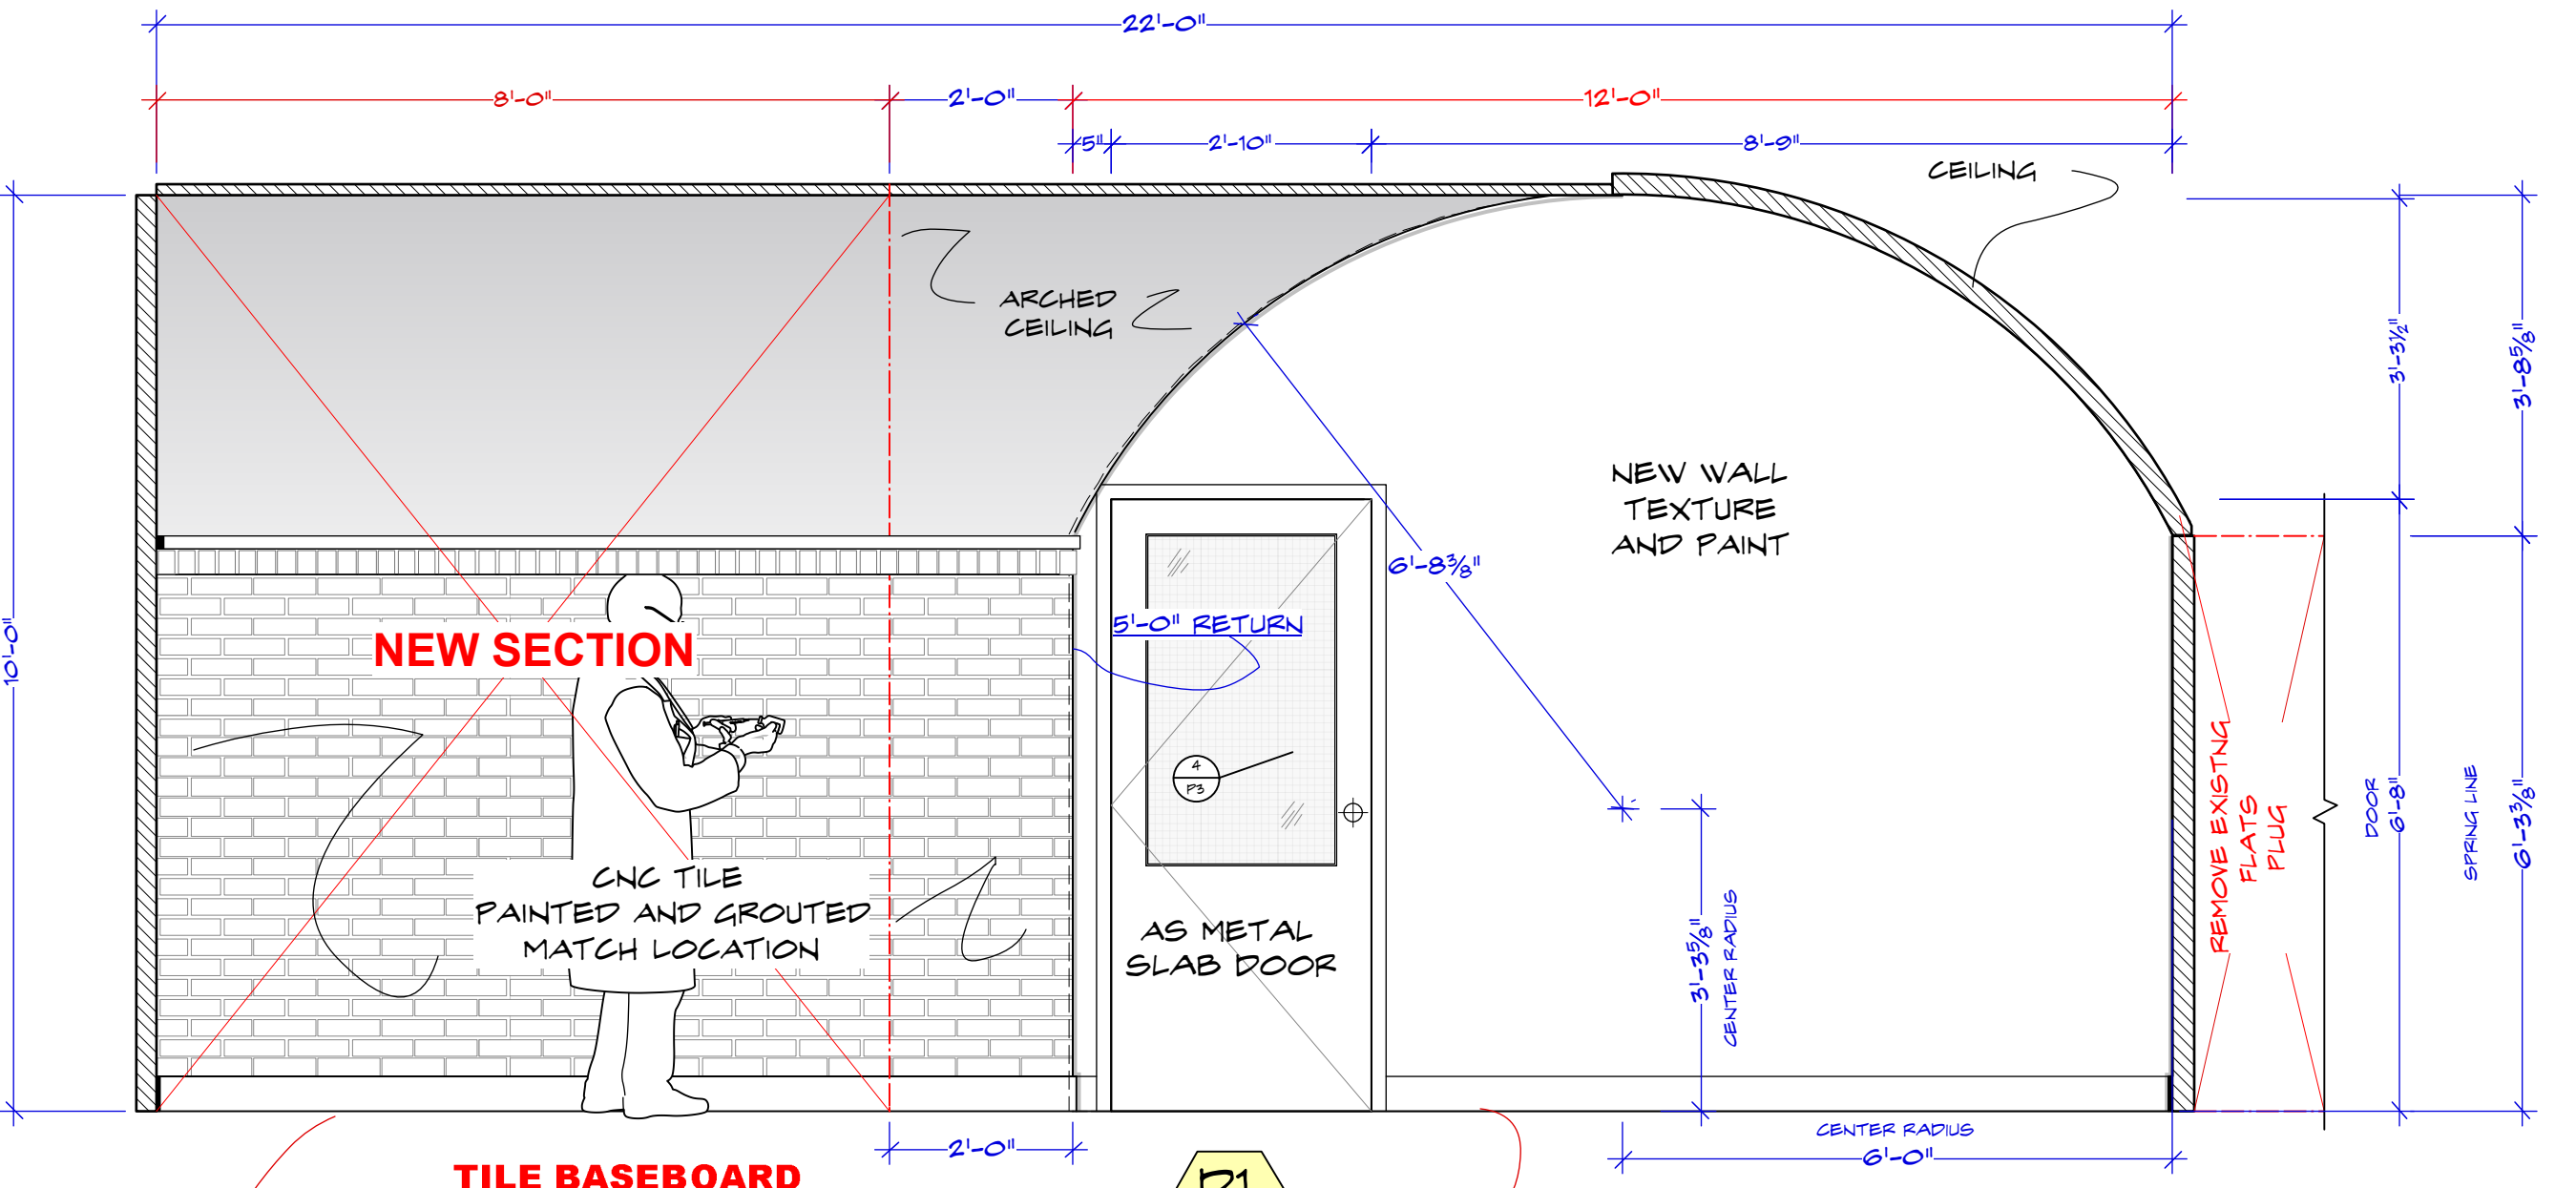 22'-0"
8'-0"
2'-0"
12'-0"
5"
2'-10"
8'-9"
CEILING
ARCHED
CEILING
3'-3½"
3'-8⅝"
NEW WALL
TEXTURE
AND PAINT
6'-8⅜"
10'-0"
NEW SECTION
5'-0" RETURN
4
P3
CNC TILE
PAINTED AND GROUTED
MATCH LOCATION
AS METAL
SLAB DOOR
3'-3⅝"
CENTER RADIUS
REMOVE EXISTNG
FLATS
PLUG
DOOR
6'-8"
SPRING LINE
6'-3⅜"
2'-0"
CENTER RADIUS
6'-0"
TILE BASEBOARD